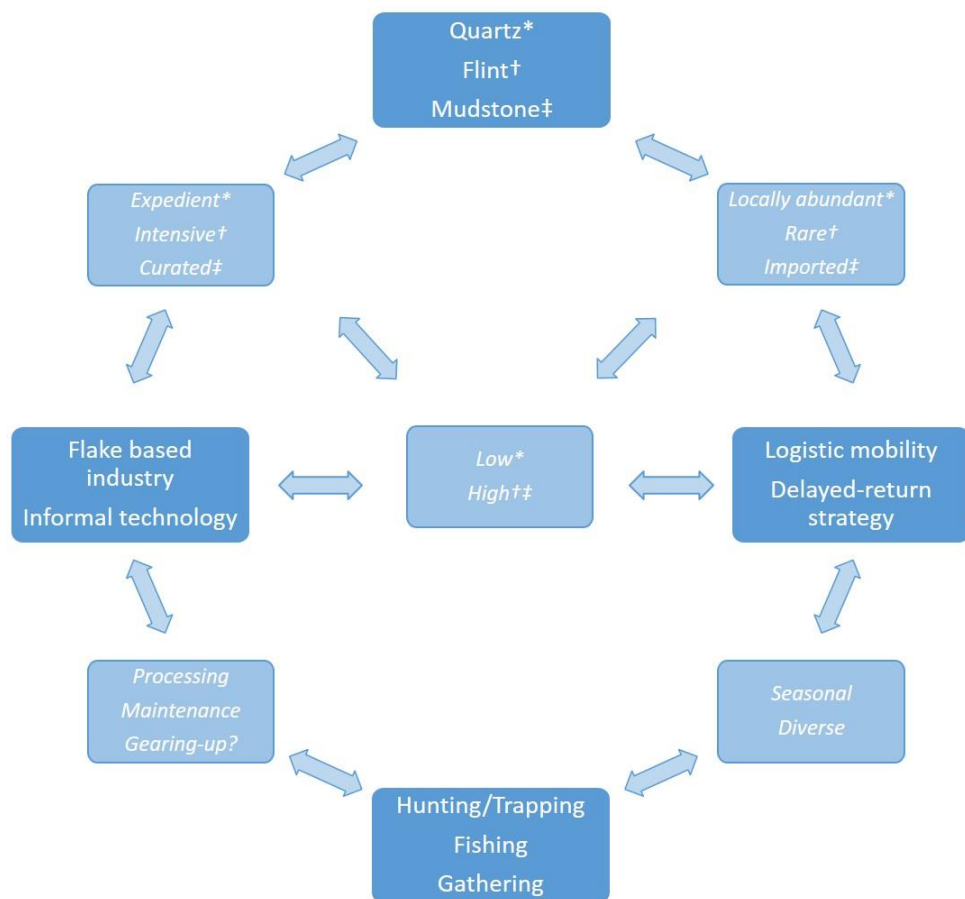 Quartz*
Flint†
Mudstone‡
Expedient*
Intensive†
Curated‡
Locally abundant*
Rare†
Imported‡
Flake based
industry
Informal technology
Low*
High†‡
Logistic mobility
Delayed-return
strategy
Processing
Maintenance
Gearing-up?
Seasonal
Diverse
Hunting/Trapping
Fishing
Gathering